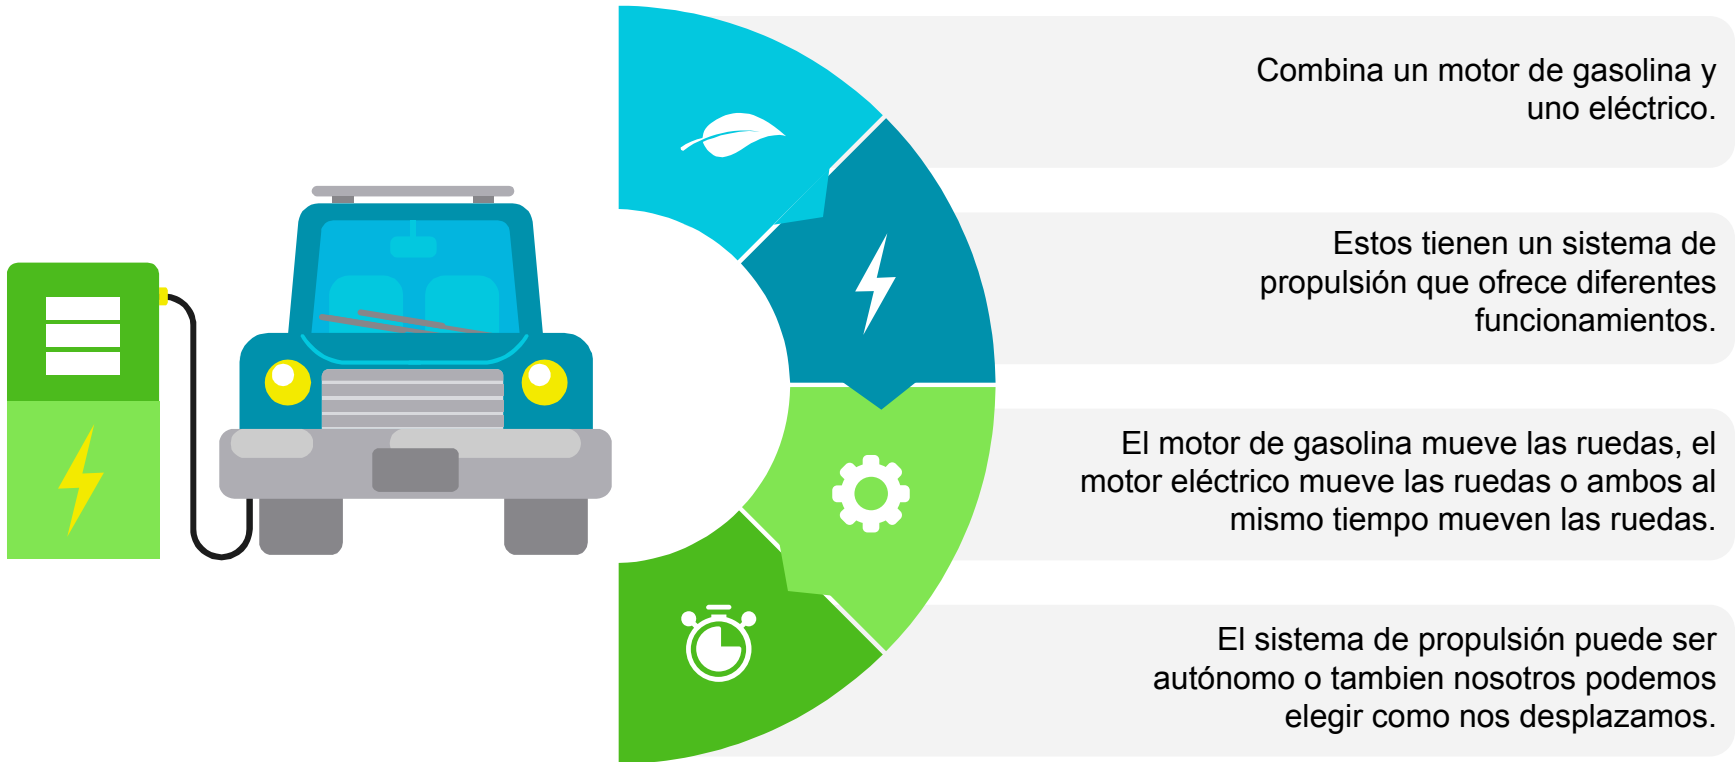 Combina un motor de gasolina y
uno eléctrico.
Estos tienen un sistema de
propulsión que ofrece diferentes
funcionamientos.
El motor de gasolina mueve las ruedas, el
motor eléctrico mueve las ruedas o ambos al
mismo tiempo mueven las ruedas.
El sistema de propulsión puede ser
autónomo o tambien nosotros podemos
elegir como nos desplazamos.